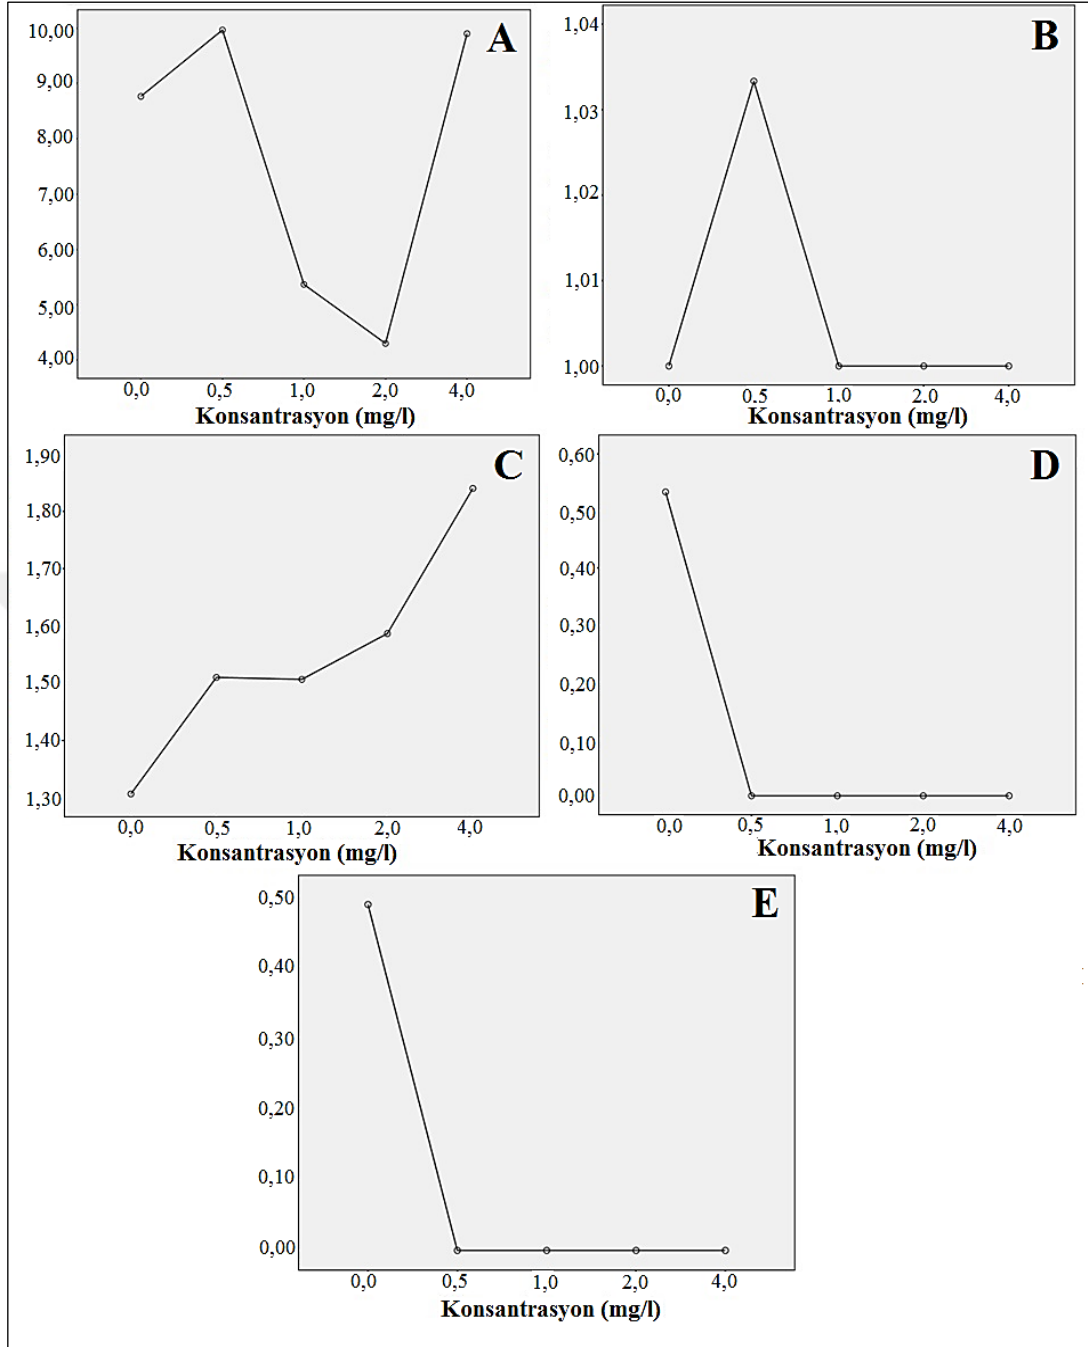 A
10,00
9,00
8,00
7,00
6,00
5,00
4,00
0,0 0,5 1,0 2,0 4,0
Konsantrasyon (mg/l)
B
1,04
1,03
1,02
1,01
1,00
0,0 0,5 1,0 2,0 4,0
Konsantrasyon (mg/l)
C
1,90
1,80
1,70
1,60
1,50
1,40
1,30
0,0 0,5 1,0 2,0 4,0
Konsantrasyon (mg/l)
D
0,60
0,50
0,40
0,30
0,20
0,10
0,00
0,0 0,5 1,0 2,0 4,0
Konsantrasyon (mg/l)
E
0,50
0,40
0,30
0,20
0,10
0,00
0,0 0,5 1,0 2,0 4,0
Konsantrasyon (mg/l)